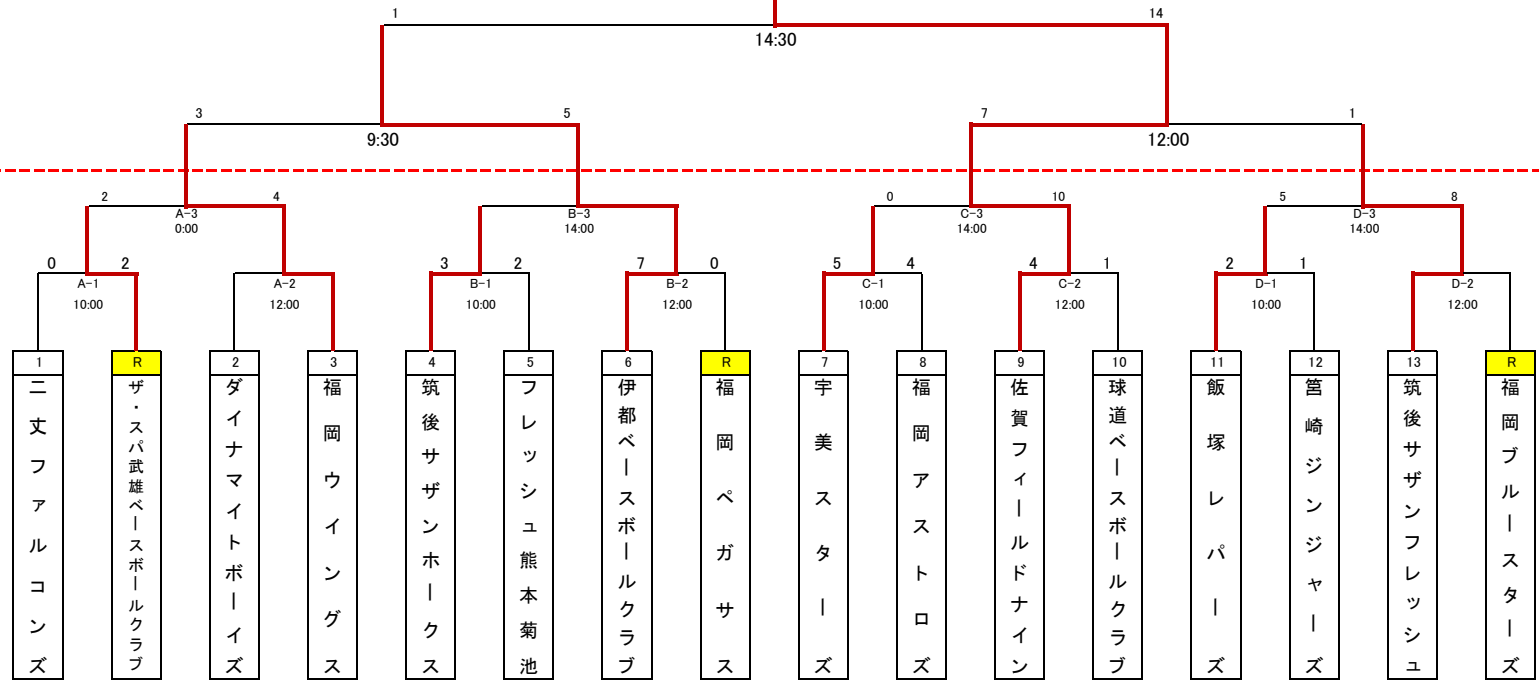 1 14
14:30
3 5 7 1
9:30 12:00
2 4 0 10 5 8
A-3 B-3 C-3 D-3
0:00 14:00 14:00 14:00
0 2 3 2 7 0 5 4 4 1 2 1
A-1 A-2 B-1 B-2 C-1 C-2 D-1 D-2
10:00 12:00 10:00 12:00 10:00 12:00 10:00 12:00
1 R 2 3 4 5 6 R 7 8 9 10 11 12 13 R
二丈ファルコンズ
ザ・スパ武雄ベースボールクラブ
ダイナマイトボーイズ
福岡ウイングス
筑後サザンホークス
フレッシュ熊本菊池
伊都ベースボールクラブ
福岡ペガサス
宇美スターズ
福岡アストロズ
佐賀フィールドナイン
球道ベースボールクラブ
飯塚レパーズ
筥崎ジンジャーズ
筑後サザンフレッシュ
福岡ブルースターズ